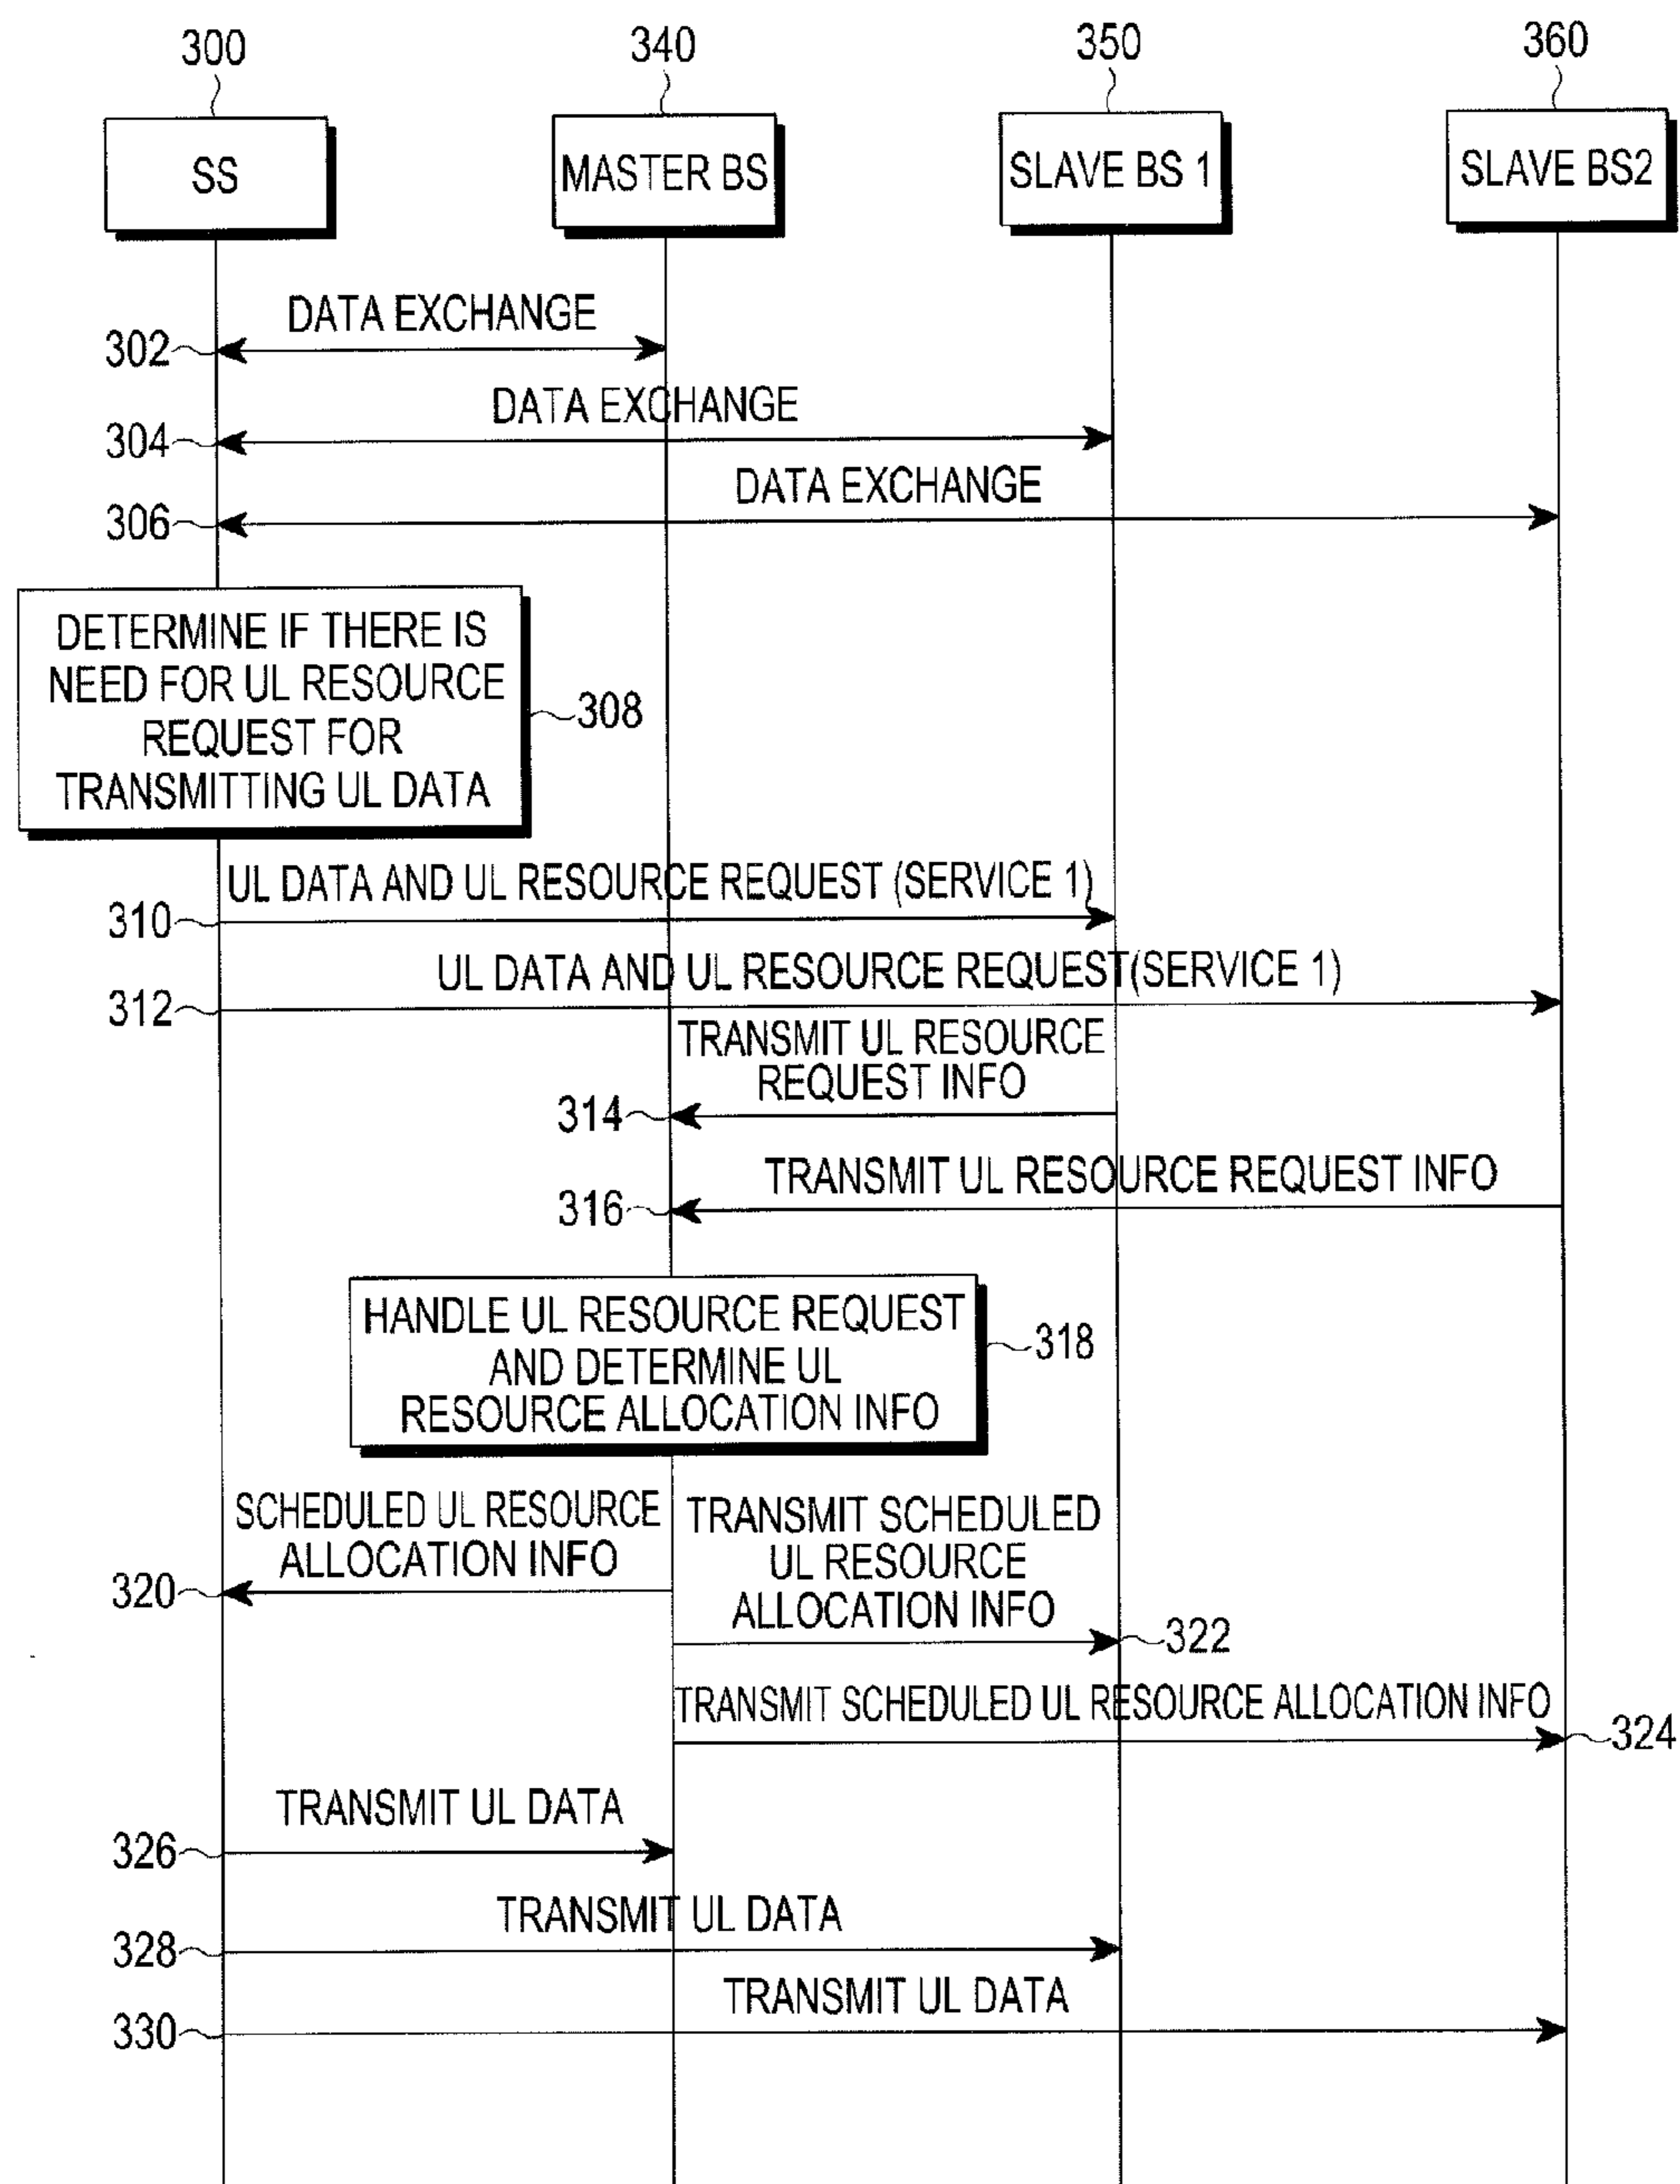 300
340
350
360
SS
MASTER BS
SLAVE BS 1
SLAVE BS2
DATA EXCHANGE
302
DATA EXCHANGE
304
DATA EXCHANGE
306
DETERMINE IF THERE IS
NEED FOR UL RESOURCE
REQUEST FOR
TRANSMITTING UL DATA
308
UL DATA AND UL RESOURCE REQUEST (SERVICE 1)
310
UL DATA AND UL RESOURCE REQUEST(SERVICE 1)
312
TRANSMIT UL RESOURCE
REQUEST INFO
314
TRANSMIT UL RESOURCE REQUEST INFO
316
HANDLE UL RESOURCE REQUEST
AND DETERMINE UL
RESOURCE ALLOCATION INFO
318
SCHEDULED UL RESOURCE
ALLOCATION INFO
320
TRANSMIT SCHEDULED
UL RESOURCE
ALLOCATION INFO
322
TRANSMIT SCHEDULED UL RESOURCE ALLOCATION INFO
324
TRANSMIT UL DATA
326
TRANSMIT UL DATA
328
TRANSMIT UL DATA
330